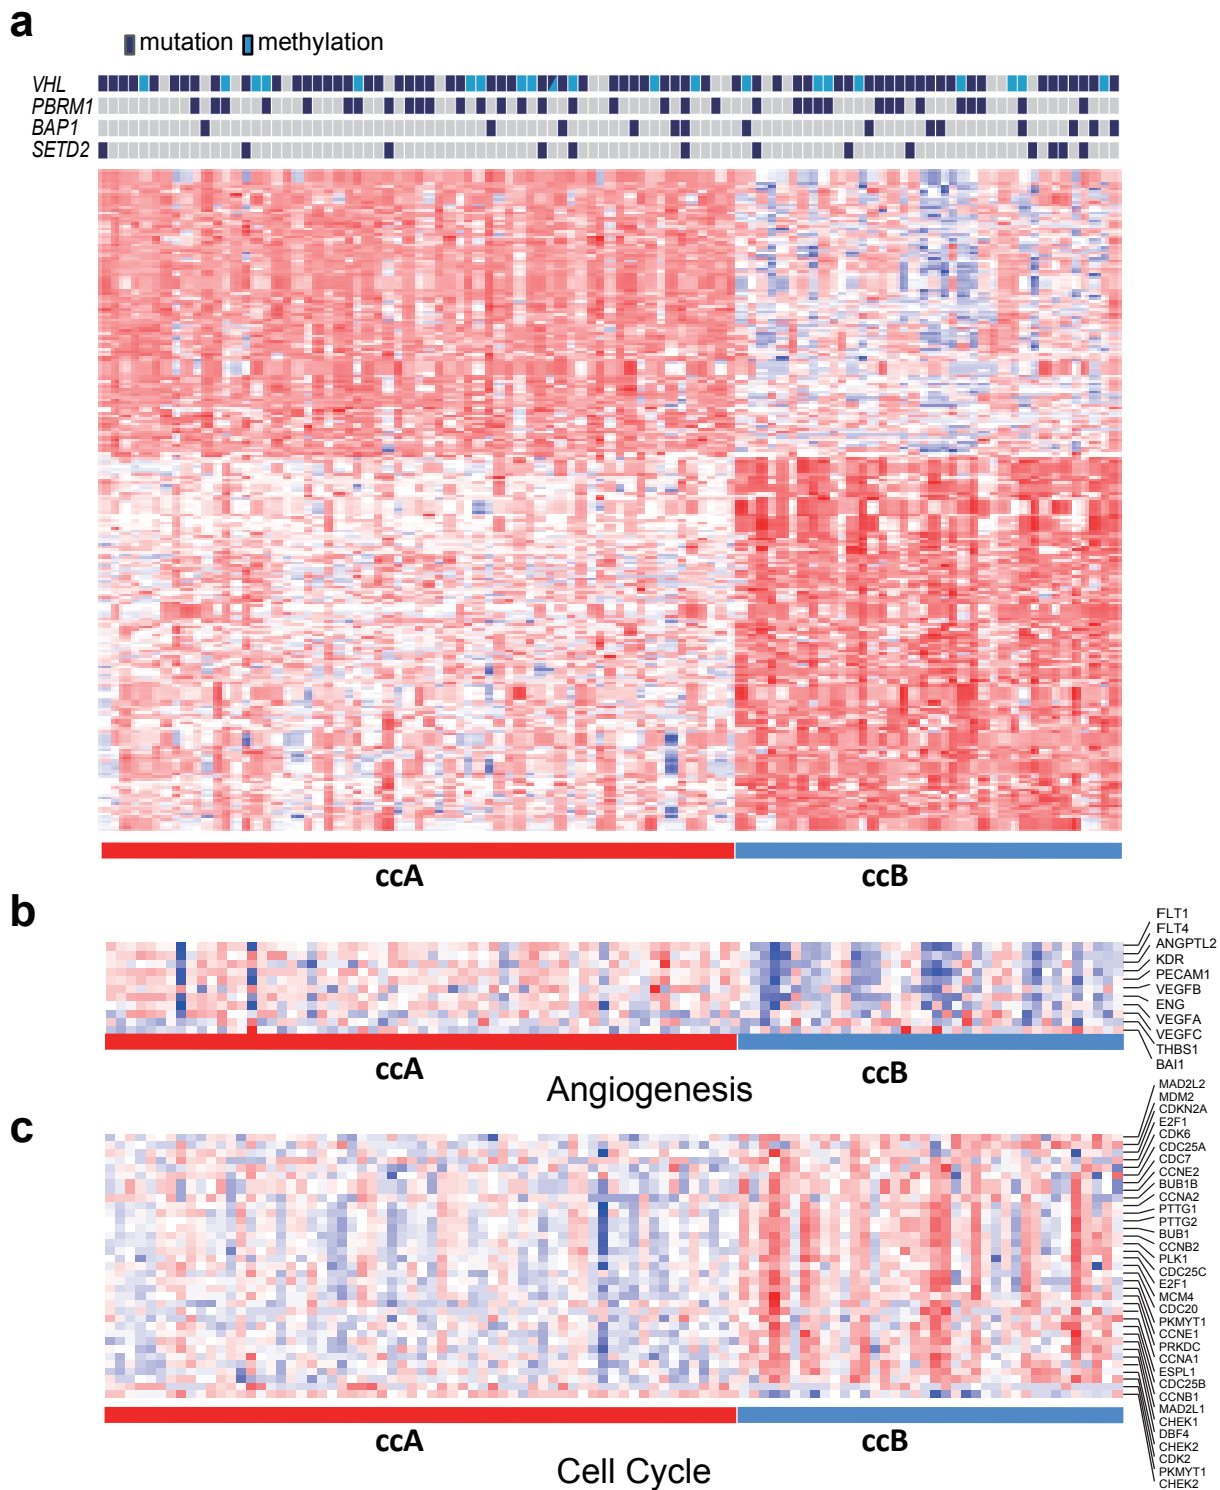 a
mutation methylation
VHL
PBRM1
BAP1
SETD2
ccA ccB
b
FLT1
FLT4
ANGPTL2
KDR
PECAM1
VEGFB
ENG
VEGFA
VEGFC
THBS1
BAI1
ccA ccB
Angiogenesis
c
MAD2L2
MDM2
CDKN2A
E2F1
CDK6
CDC25A
CDC7
CCNE2
BUB1B
CCNA2
PTTG1
PTTG2
BUB1
CCNB2
PLK1
CDC25C
E2F1
MCM4
CDC20
PKMYT1
CCNE1
PRKDC
CCNA1
ESPL1
CDC25B
CCNB1
MAD2L1
CHEK1
DBF4
CHEK2
CDK2
PKMYT1
CHEK2
ccA ccB
Cell Cycle